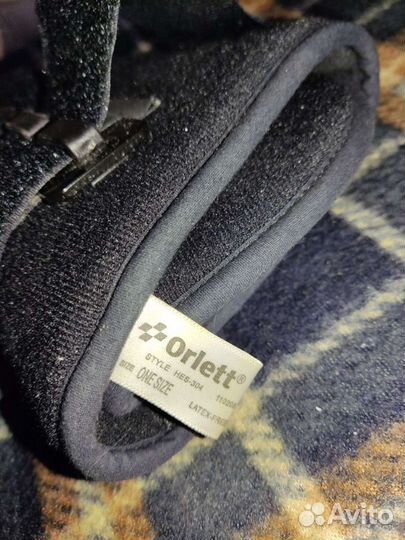 Orlett®
STYLE HES-304
SIZE ONE SIZE
LATEX-FREE
Avito